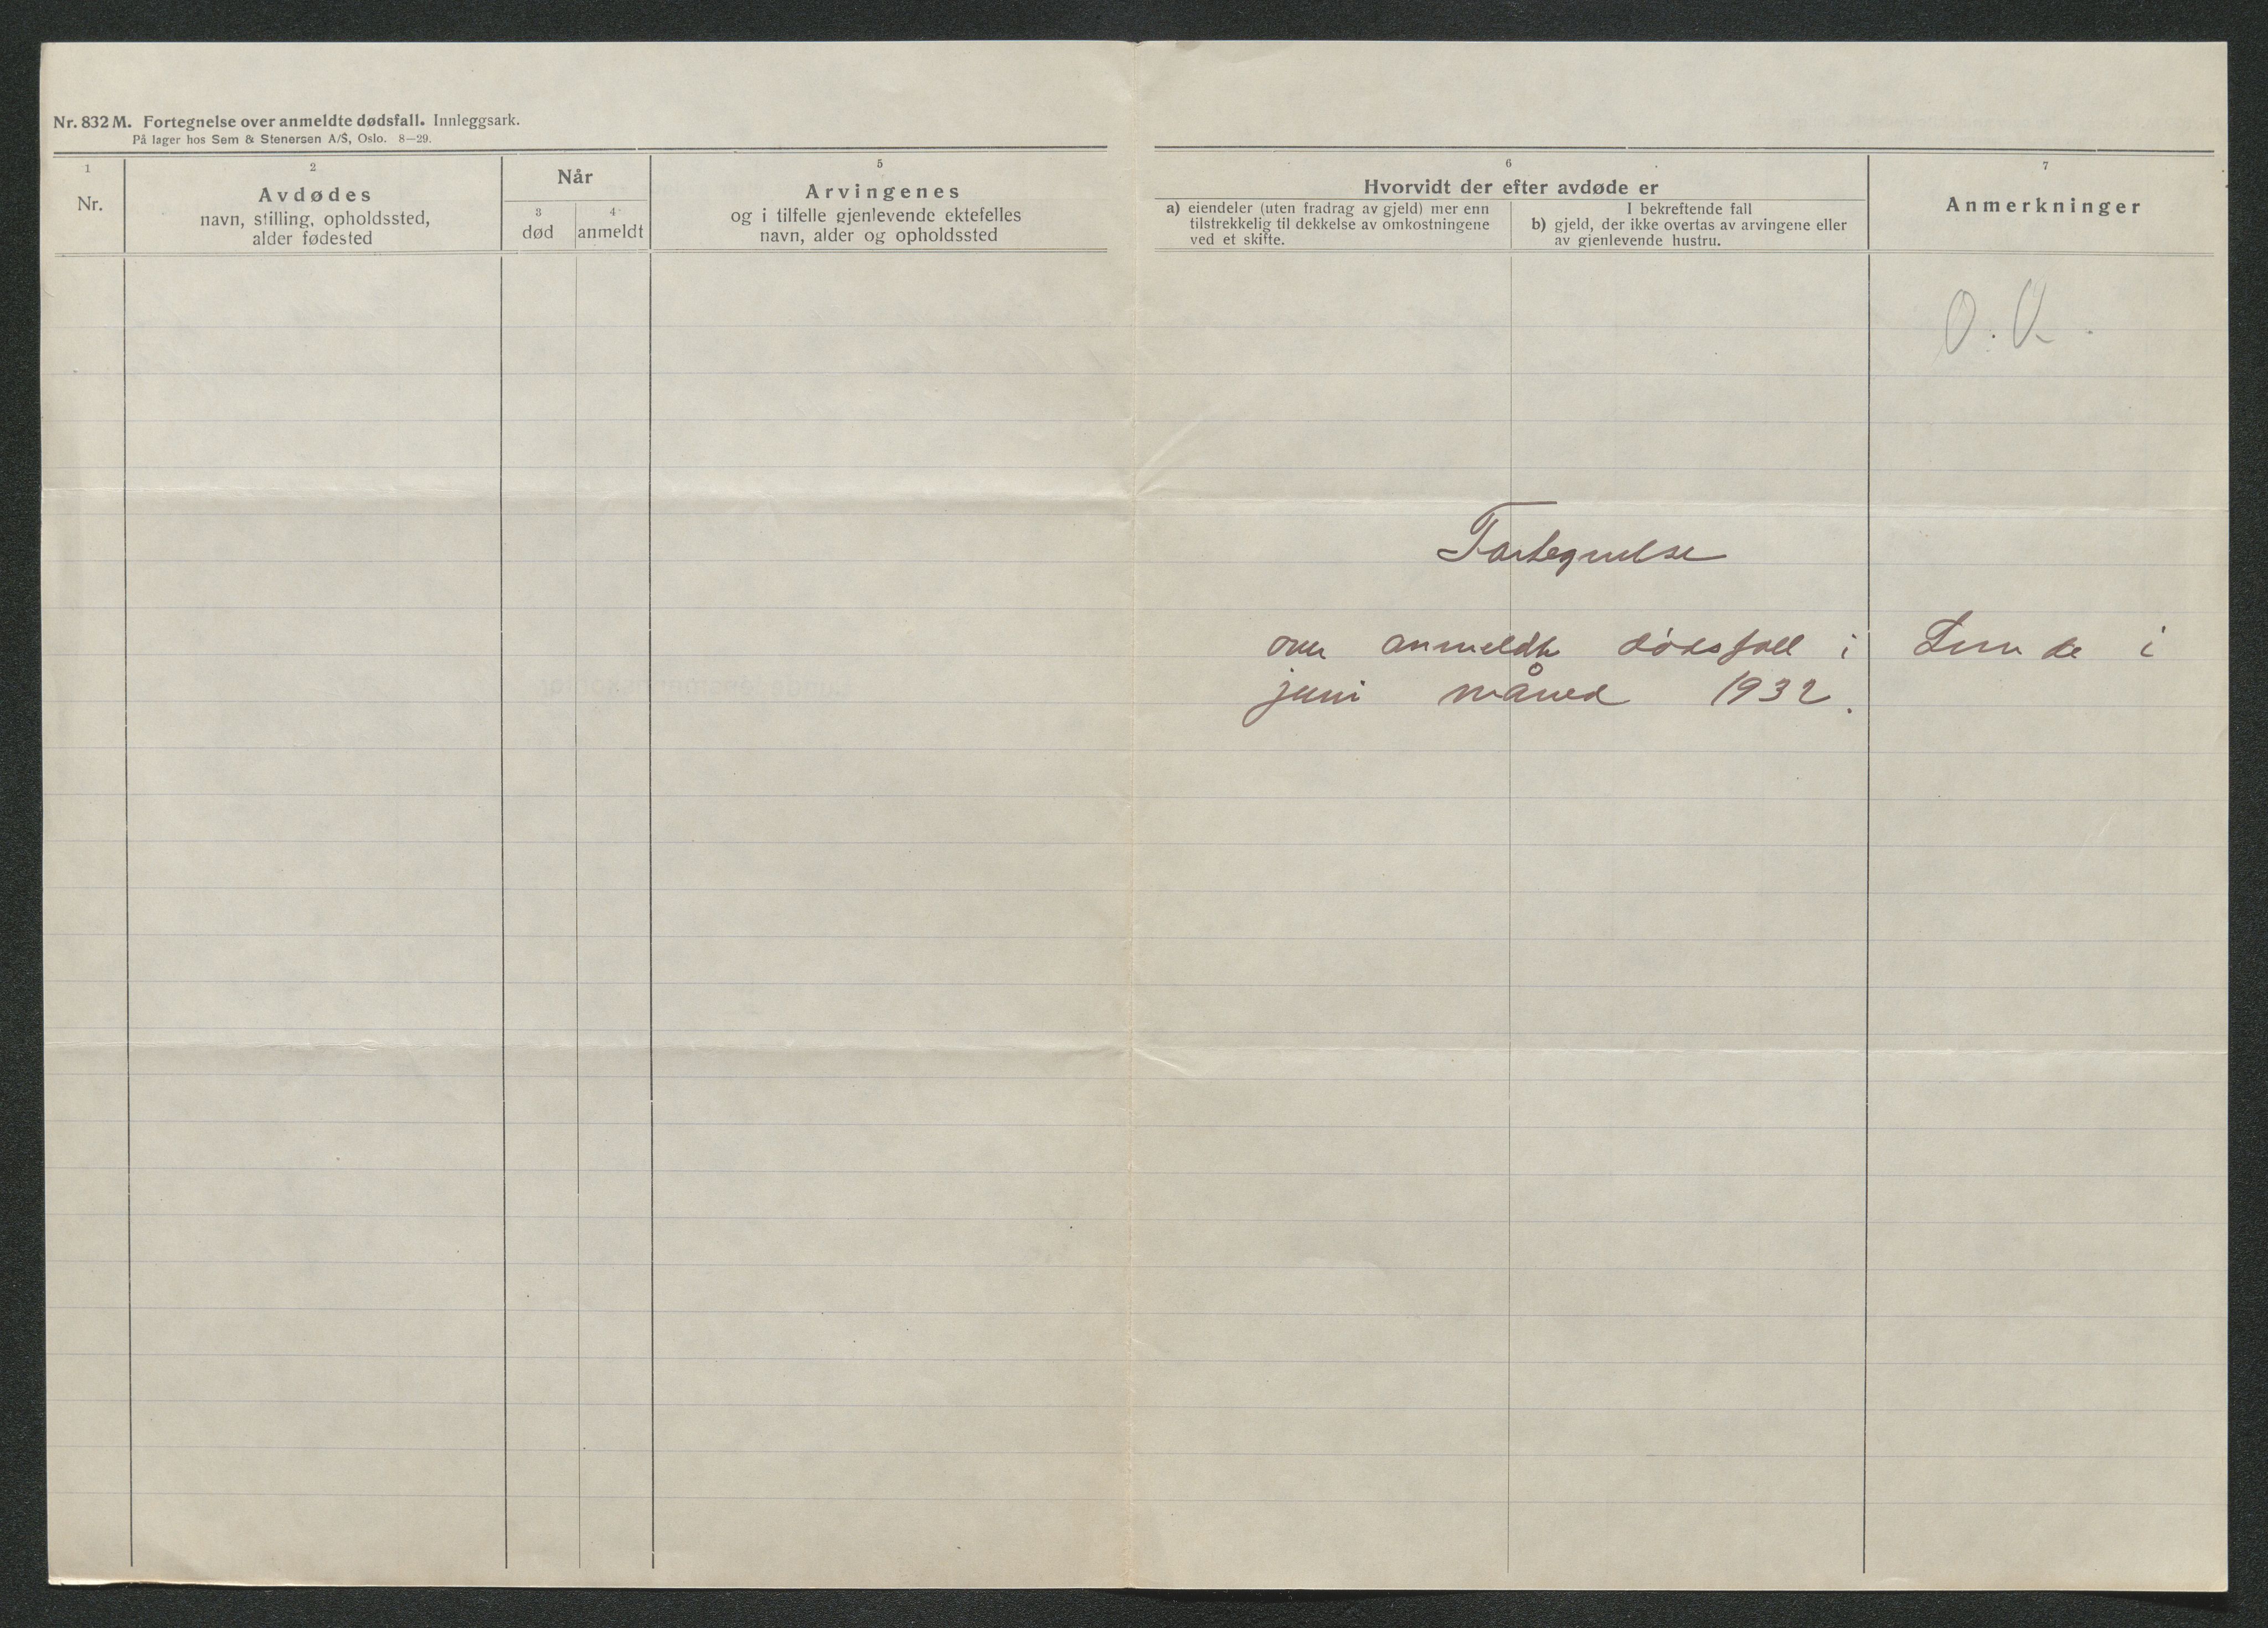 Nr. 832 M. Fortegnelse over anmeldte dødsfall. Innleggsark.
På lager hos Sem & Stenersen A/S, Oslo. 8—29.
1
Nr.
2
Avdødes
navn, stilling, opholdssted,
alder fødested
Når
3
død
4
anmeldt
5
Arvingenes
og i tilfelle gjenlevende ektefelles
navn, alder og opholdssted
6
Hvorvidt der efter avdøde er
a) eiendeler (uten fradrag av gjeld) mer enn
tilstrekkelig til dekkelse av omkostningene
ved et skifte.
I bekreftende fall
b) gjeld, der ikke overtas av arvingene eller
av gjenlevende hustru.
7
Anmerkninger
Fortegnelse
over anmeldte dødsfall i Lunde i
juni måned 1932.